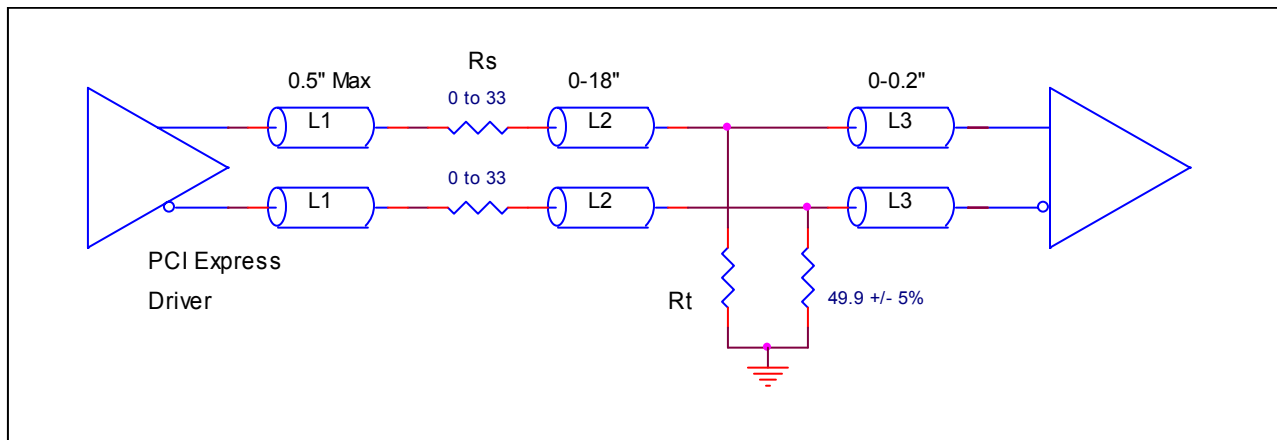 Rs
0.5" Max
0 to 33
0-18"
0-0.2"
L1
L2
L3
0 to 33
L1
L2
L3
PCI Express
Driver
Rt
49.9 +/- 5%